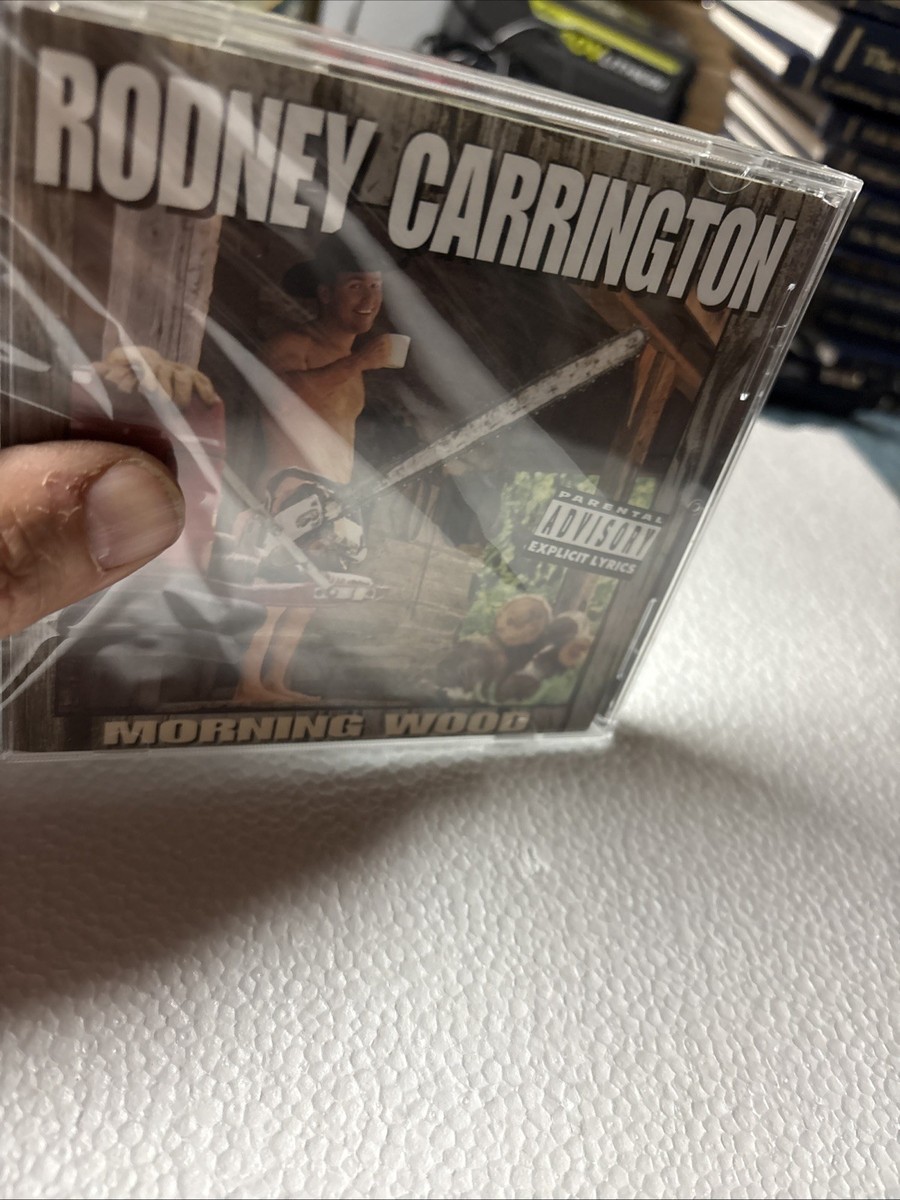 RODNEY CARRINGTON
PARENTAL
ADVISORY
EXPLICIT LYRICS
MORNING WOOD